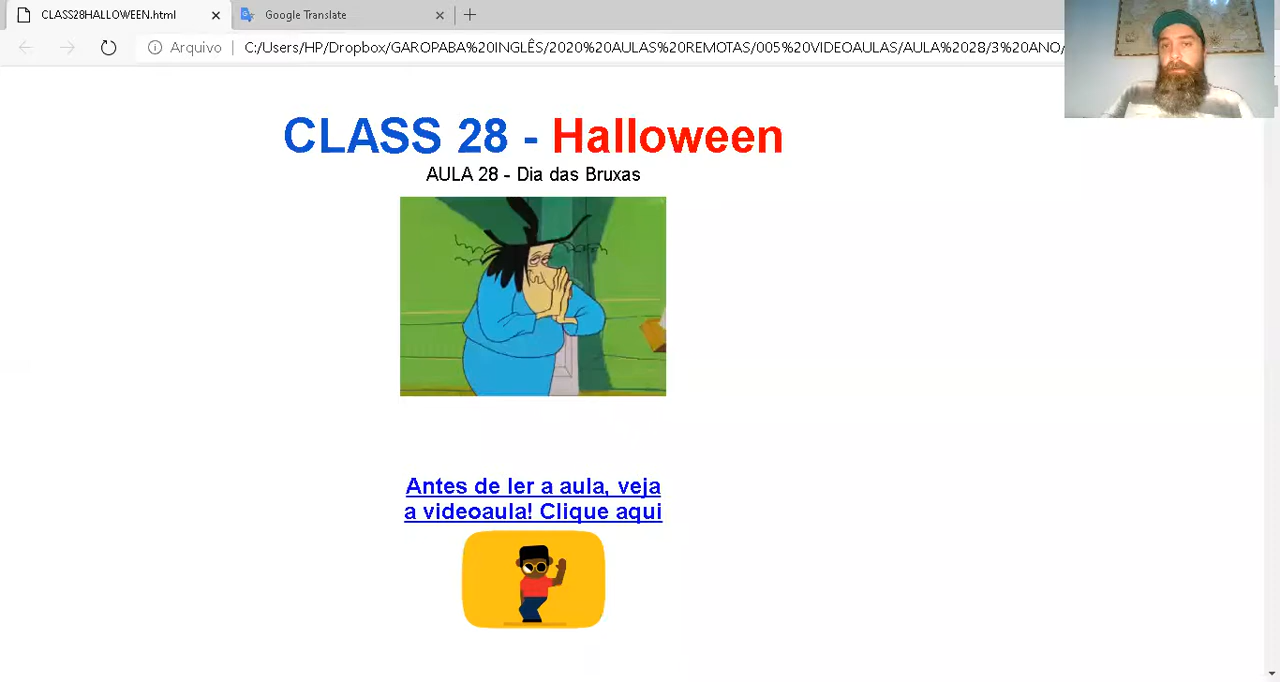 CLASS28HALLOWEEN.html
Google Translate
Arquivo
C:/Users/HP/Dropbox/GAROPABA%20INGLÊS/2020%20AULAS%20REMOTAS/005%20VIDEOAULAS/AULA%2028/3%20ANO/
CLASS 28 - Halloween
AULA 28 - Dia das Bruxas
Antes de ler a aula, veja
a videoaula! Clique aqui